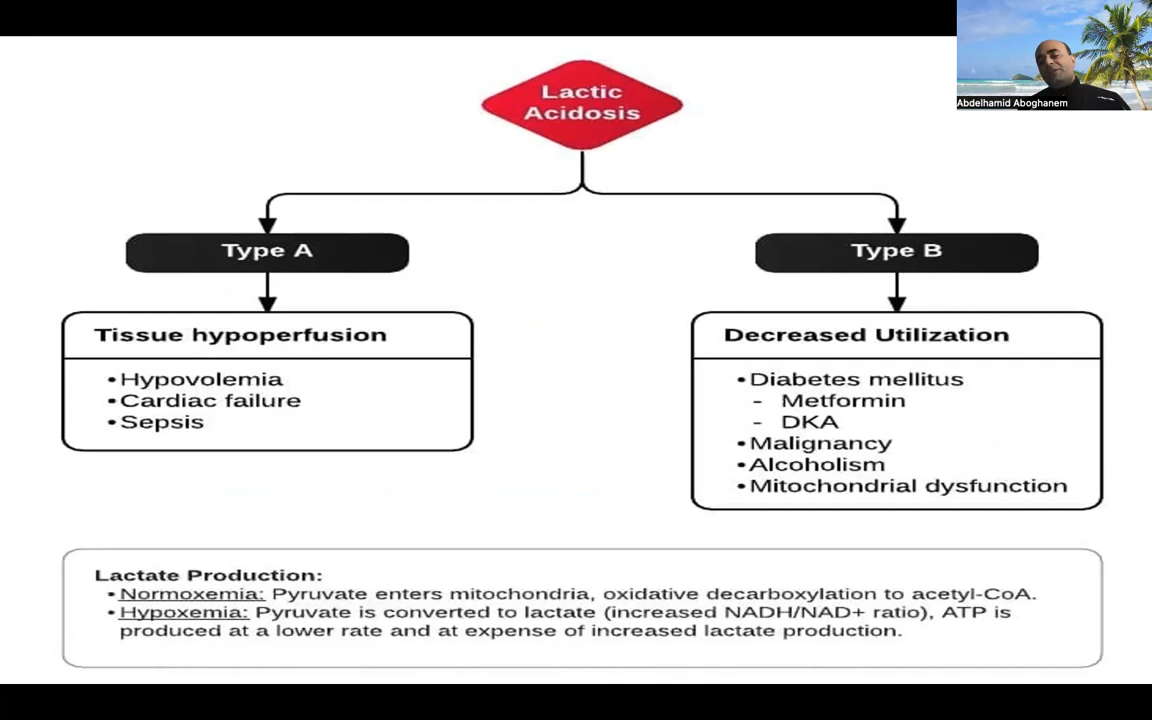 Abdelhamid Aboghanem
Lactic
Acidosis
Type A
Type B
Tissue hypoperfusion
•Hypovolemia
•Cardiac failure
•Sepsis
Decreased Utilization
•Diabetes mellitus
- Metformin
- DKA
•Malignancy
•Alcoholism
•Mitochondrial dysfunction
Lactate Production:
•Normoxemia: Pyruvate enters mitochondria, oxidative decarboxylation to acetyl-CoA.
•Hypoxemia: Pyruvate is converted to lactate (increased NADH/NAD+ ratio), ATP is
produced at a lower rate and at expense of increased lactate production.